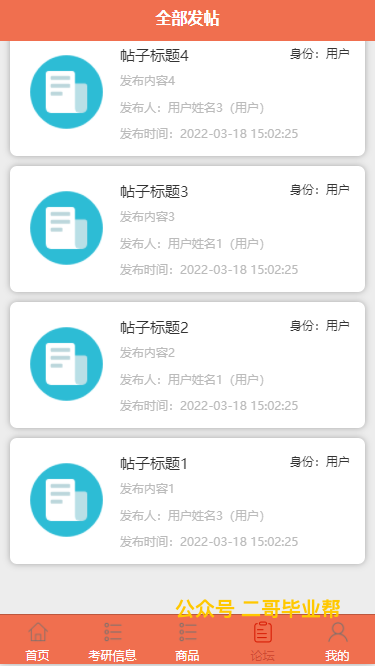 全部发帖
帖子标题4
身份：用户
发布内容4
发布人：用户姓名3（用户）
发布时间：2022-03-18 15:02:25
帖子标题3
身份：用户
发布内容3
发布人：用户姓名1（用户）
发布时间：2022-03-18 15:02:25
帖子标题2
身份：用户
发布内容2
发布人：用户姓名1（用户）
发布时间：2022-03-18 15:02:25
帖子标题1
身份：用户
发布内容1
发布人：用户姓名3（用户）
发布时间：2022-03-18 15:02:25
公众号 二哥毕业帮
首页 考研信息 商品 论坛 我的